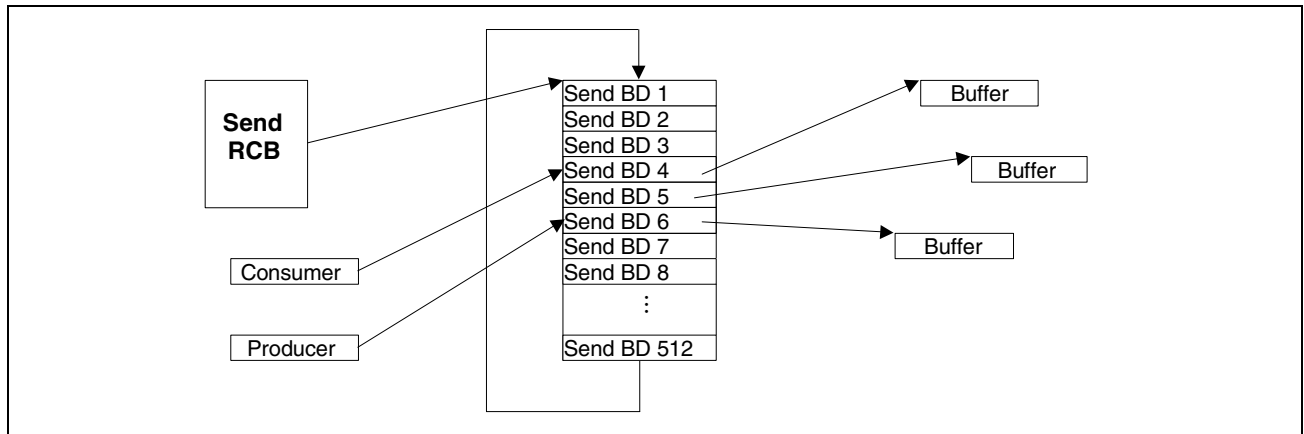 Send
RCB
Consumer
Producer
Send BD 1
Send BD 2
Send BD 3
Send BD 4
Send BD 5
Send BD 6
Send BD 7
Send BD 8
⋮
Send BD 512
Buffer
Buffer
Buffer